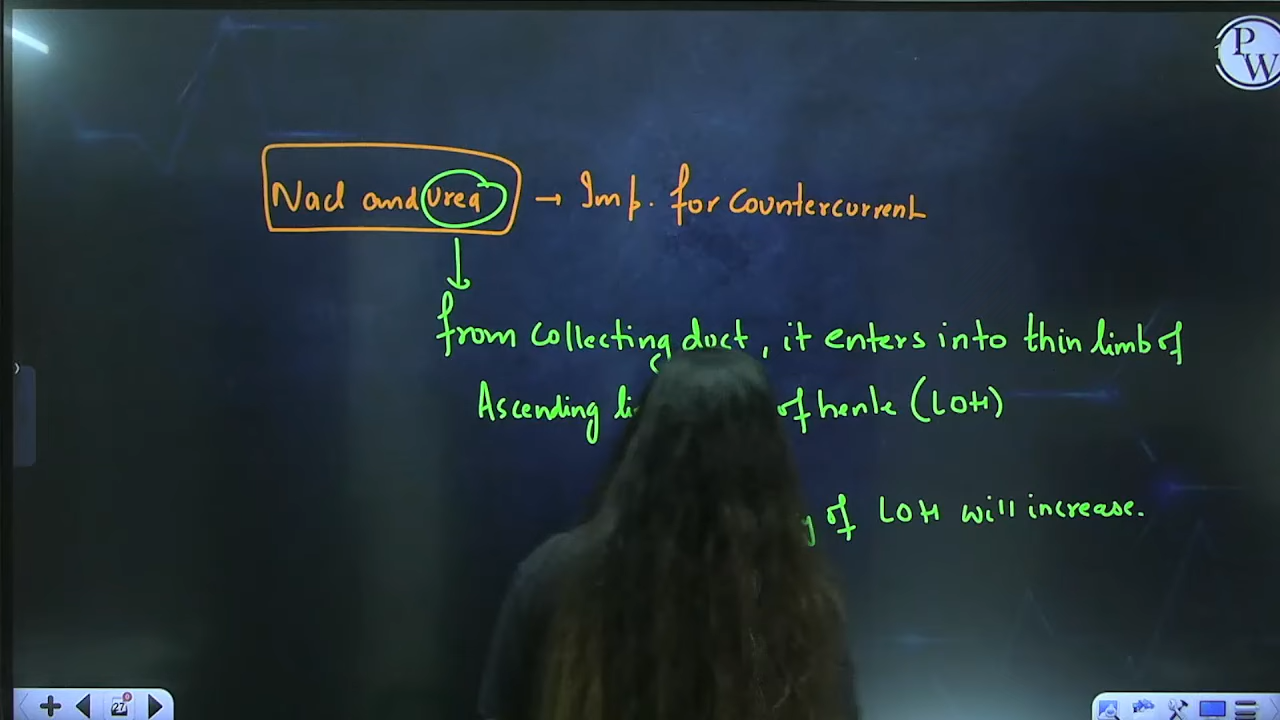 PW
Nacl and urea → Imp. for countercurrent
from collecting duct, it enters into thin limb of
Ascending of henle (LOH)
of LOH will increase.
27